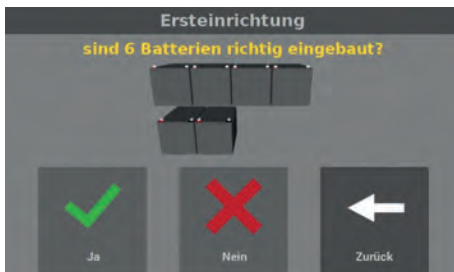 Ersteinrichtung
sind 6 Batterien richtig eingebaut?
Ja
Nein
Zurück